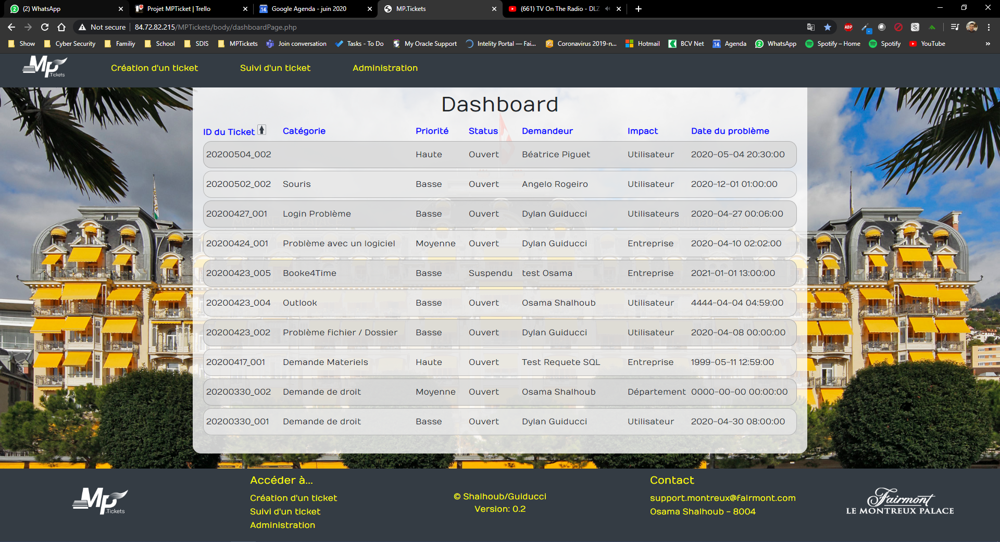 (2) WhatsApp
Projet MPTicket | Trello
Google Agenda - juin 2020
MP.Tickets
(661) TV On The Radio - DLZ
Not secure | 84.72.82.215/MPTickets/body/dashboardPage.php
Show Cyber Security Familiy School SDIS MPTickets Join conversation Tasks - To Do My Oracle Support Intelity Portal — Fai... Coronavirus 2019-n... Hotmail BCV Net Agenda WhatsApp Spotify – Home Spotify YouTube »
MP .Tickets Création d'un ticket Suivi d'un ticket Administration
Dashboard
ID du Ticket Catégorie Priorité Status Demandeur Impact Date du problème
20200504_002 Haute Ouvert Béatrice Piguet Utilisateur 2020-05-04 20:30:00
20200502_002 Souris Basse Ouvert Angelo Rogeiro Utilisateur 2020-12-01 01:00:00
20200427_001 Login Problème Basse Ouvert Dylan Guiducci Utilisateurs 2020-04-27 00:06:00
20200424_001 Problème avec un logiciel Moyenne Ouvert Dylan Guiducci Entreprise 2020-04-10 02:02:00
20200423_005 Booke4Time Basse Suspendu test Osama Entreprise 2021-01-01 13:00:00
20200423_004 Outlook Basse Ouvert Osama Shalhoub Utilisateur 4444-04-04 04:59:00
20200423_002 Problème fichier / Dossier Basse Ouvert Dylan Guiducci Utilisateur 2020-04-08 00:00:00
20200417_001 Demande Materiels Haute Ouvert Test Requete SQL Entreprise 1999-05-11 12:59:00
20200330_002 Demande de droit Moyenne Ouvert Osama Shalhoub Département 0000-00-00 00:00:00
20200330_001 Demande de droit Basse Ouvert Dylan Guiducci Utilisateur 2020-04-30 08:00:00
MP .Tickets
Accéder à...
Création d'un ticket
Suivi d'un ticket
Administration
© Shalhoub/Guiducci
Version: 0.2
Contact
support.montreux@fairmont.com
Osama Shalhoub - 8004
Fairmont
LE MONTREUX PALACE